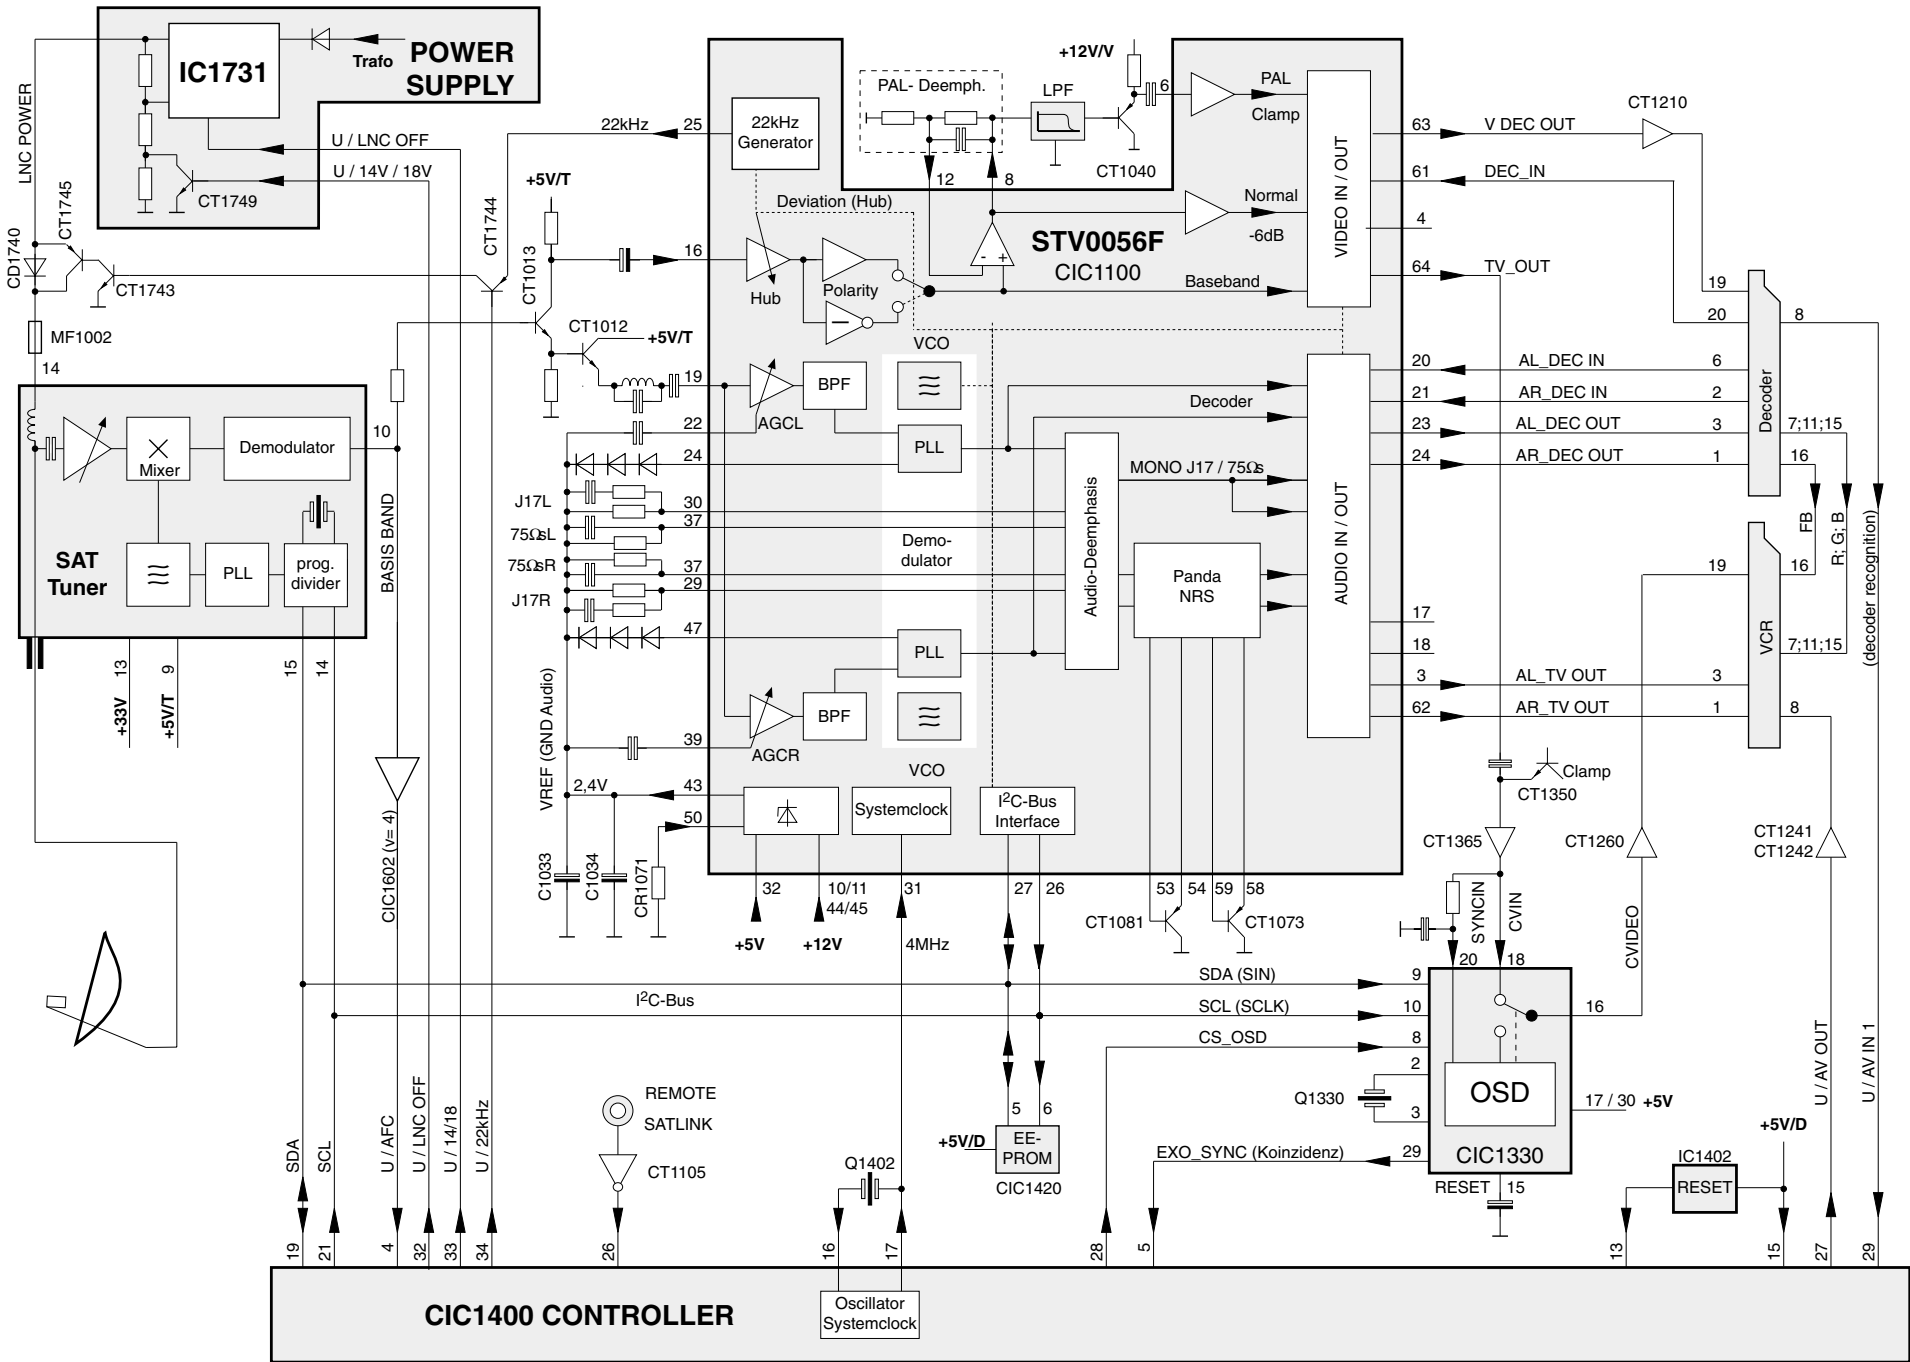 IC1731
Trafo
POWER
SUPPLY
LNC POWER
U / LNC OFF
U / 14V / 18V
CT1749
CT1745
CD1740
CT1743
CT1744
MF1002
14
22kHz
25
22kHz
Generator
+5V/T
CT1013
16
CT1012
+5V/T
19
+12V/V
PAL- Deemph.
LPF
CT1040
6
PAL
Clamp
12
8
Deviation (Hub)
Normal
-6dB
STV0056F
CIC1100
- +
Hub
Polarity
Baseband
VIDEO IN / OUT
63
V DEC OUT
CT1210
61
DEC_IN
4
64
TV_OUT
19
20
8
VCO
AGCL
BPF
PLL
Decoder
22
24
J17L
30
37
75ΩsL
75ΩsR
37
29
J17R
47
Demo-
dulator
Audio-Deemphasis
MONO J17 / 75Ωs
Panda
NRS
AUDIO IN / OUT
PLL
AGCR
BPF
VCO
39
20
AL_DEC IN
6
21
AR_DEC IN
2
23
AL_DEC OUT
3
24
AR_DEC OUT
1
Decoder
7;11;15
16
FB
R; G; B
(decoder recognition)
19
16
VCR
7;11;15
17
18
3
AL_TV OUT
3
62
AR_TV OUT
1
8
Mixer
Demodulator
10
SAT
Tuner
PLL
prog.
divider
BASIS BAND
13
9
15
14
+33V
+5V/T
VREF (GND Audio)
2,4V
43
50
C1033
C1034
CR1071
Systemclock
I²C-Bus
Interface
32
10/11
44/45
31
27
26
+5V
+12V
4MHz
53
54
59
58
CT1081
CT1073
Clamp
CT1350
CT1365
CT1260
CT1241
CT1242
SYNCIN
CVIN
CVIDEO
CIC1602 (v= 4)
20
18
SDA (SIN)
9
I²C-Bus
SCL (SCLK)
10
CS_OSD
8
2
Q1330
3
OSD
CIC1330
16
17 / 30
+5V
EXO_SYNC (Koinzidenz)
29
RESET
15
REMOTE
SATLINK
CT1105
Q1402
5
6
+5V/D
EE-
PROM
CIC1420
+5V/D
IC1402
RESET
U / AV OUT
U / AV IN 1
SDA
SCL
U / AFC
U / LNC OFF
U / 14/18
U / 22kHz
19
21
4
32
33
34
26
16
17
28
5
13
15
27
29
CIC1400 CONTROLLER
Oscillator
Systemclock